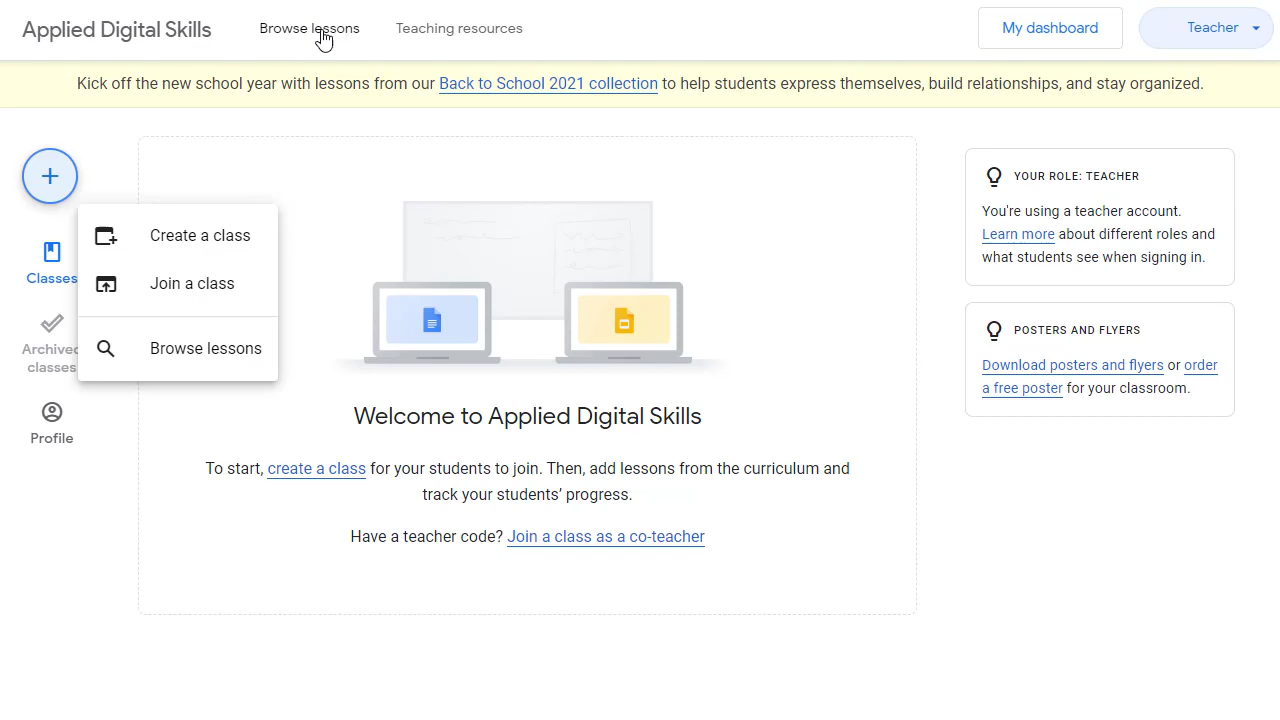 Applied Digital Skills
Browse lessons
Teaching resources
My dashboard
Teacher
Kick off the new school year with lessons from our Back to School 2021 collection to help students express themselves, build relationships, and stay organized.
Create a class
Join a class
Browse lessons
Classes
Archived
classes
Profile
Welcome to Applied Digital Skills
To start, create a class for your students to join. Then, add lessons from the curriculum and
track your students’ progress.
Have a teacher code? Join a class as a co-teacher
YOUR ROLE: TEACHER
You're using a teacher account.
Learn more about different roles and
what students see when signing in.
POSTERS AND FLYERS
Download posters and flyers or order
a free poster for your classroom.